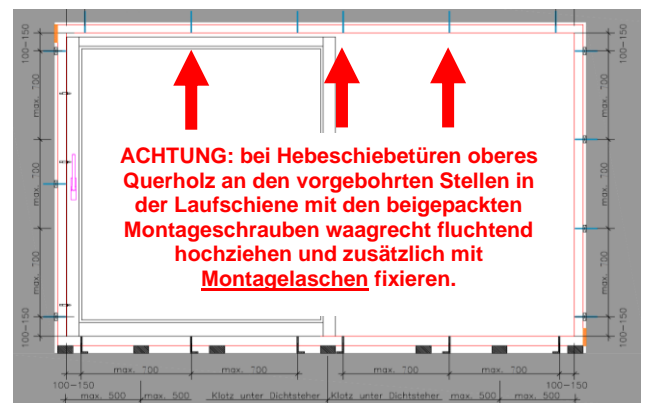 100-150
100-150
max. 700
max. 700
ACHTUNG: bei Hebeschiebetüren oberes
Querholz an den vorgebohrten Stellen in
der Laufschiene mit den beigepackten
Montageschrauben waagrecht fluchtend
hochziehen und zusätzlich mit
Montagelaschen fixieren.
max. 700
max. 700
max. 700
max. 700
100-150
100-150
max. 700
max. 700
max. 700
max. 700
100-150
100-150
max. 500
max. 500
Klotz unter Dichtsteher
Klotz unter Dichtsteher
max. 500
max. 500